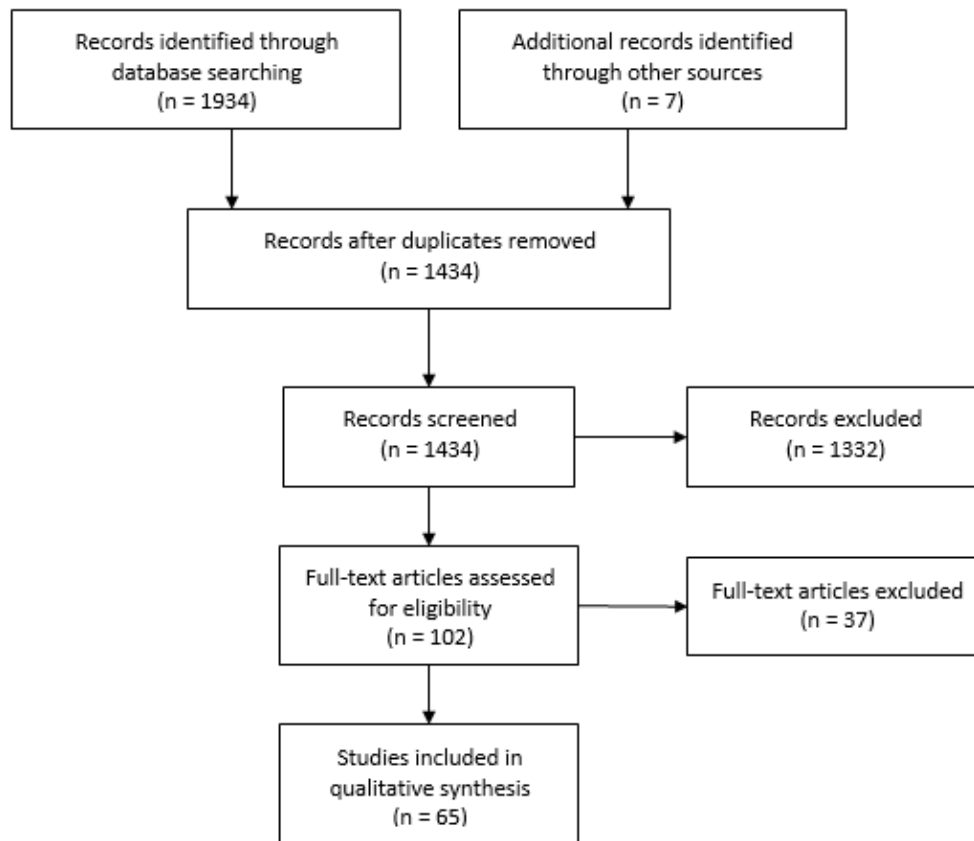 Records identified through
database searching
(n = 1934)
Additional records identified
through other sources
(n = 7)
Records after duplicates removed
(n = 1434)
Records screened
(n = 1434)
Records excluded
(n = 1332)
Full-text articles assessed
for eligibility
(n = 102)
Full-text articles excluded
(n = 37)
Studies included in
qualitative synthesis
(n = 65)